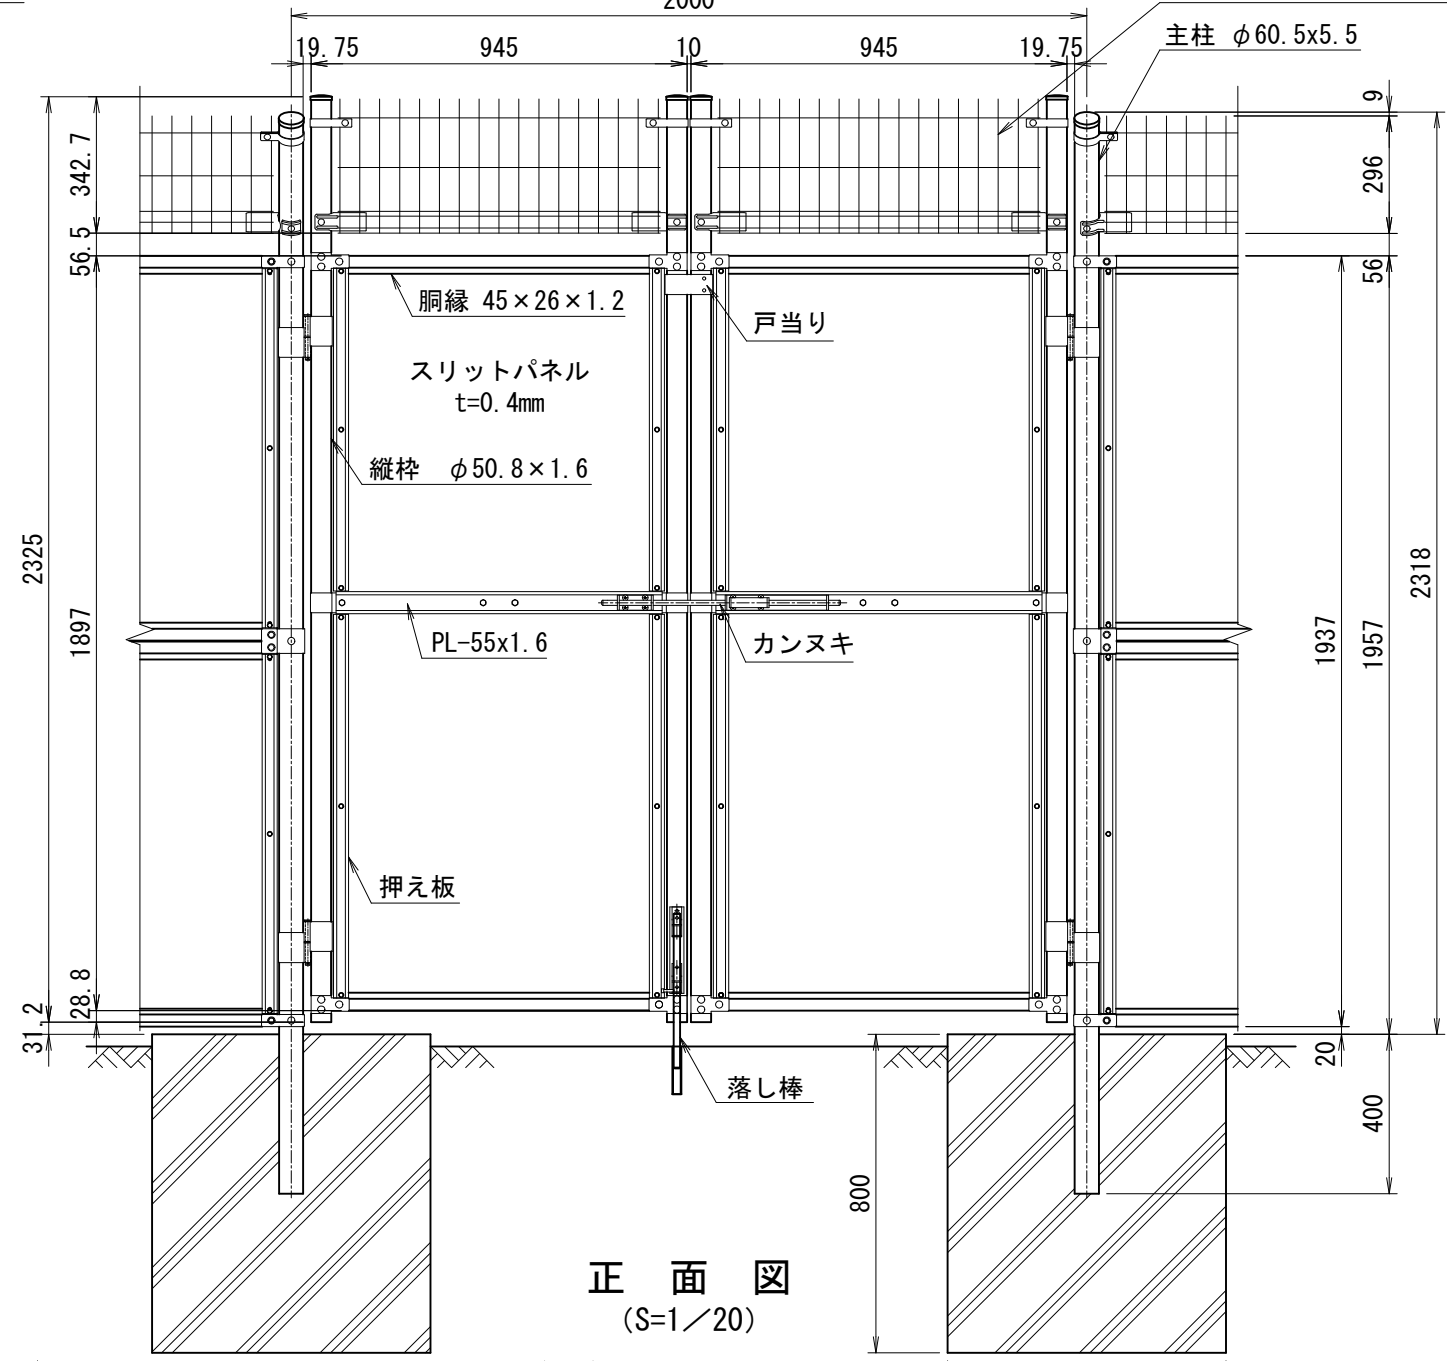 2000
19.75
945
10
945
19.75
主柱 φ60.5x5.5
9
342.7
296
56.5
56
胴縁 45×26×1.2
戸当り
スリットパネル
t=0.4mm
縦枠 φ50.8×1.6
2325
1897
2318
1937
1957
PL-55x1.6
カンヌキ
押え板
28.8
31.2
20
落し棒
400
800
正 面 図
(S=1／20)